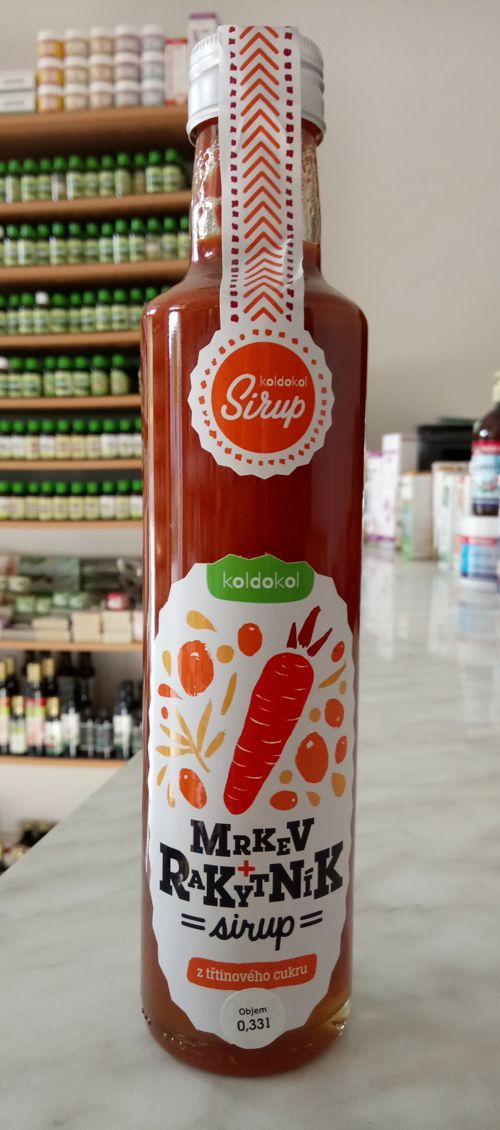 koldokol
Sirup
koldokol
MRKEV
+
RAKYTNÍK
=sirup=
z třtinového cukru
Objem
0,33l